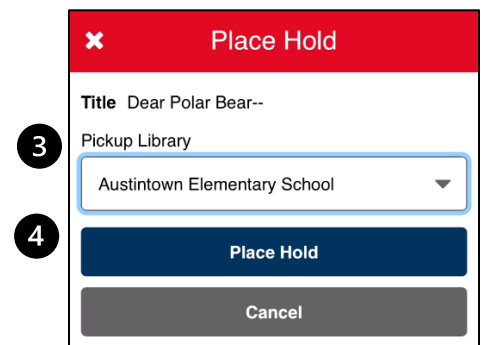 ✖ Place Hold
Title Dear Polar Bear--
3 Pickup Library
Austintown Elementary School
4 Place Hold
Cancel